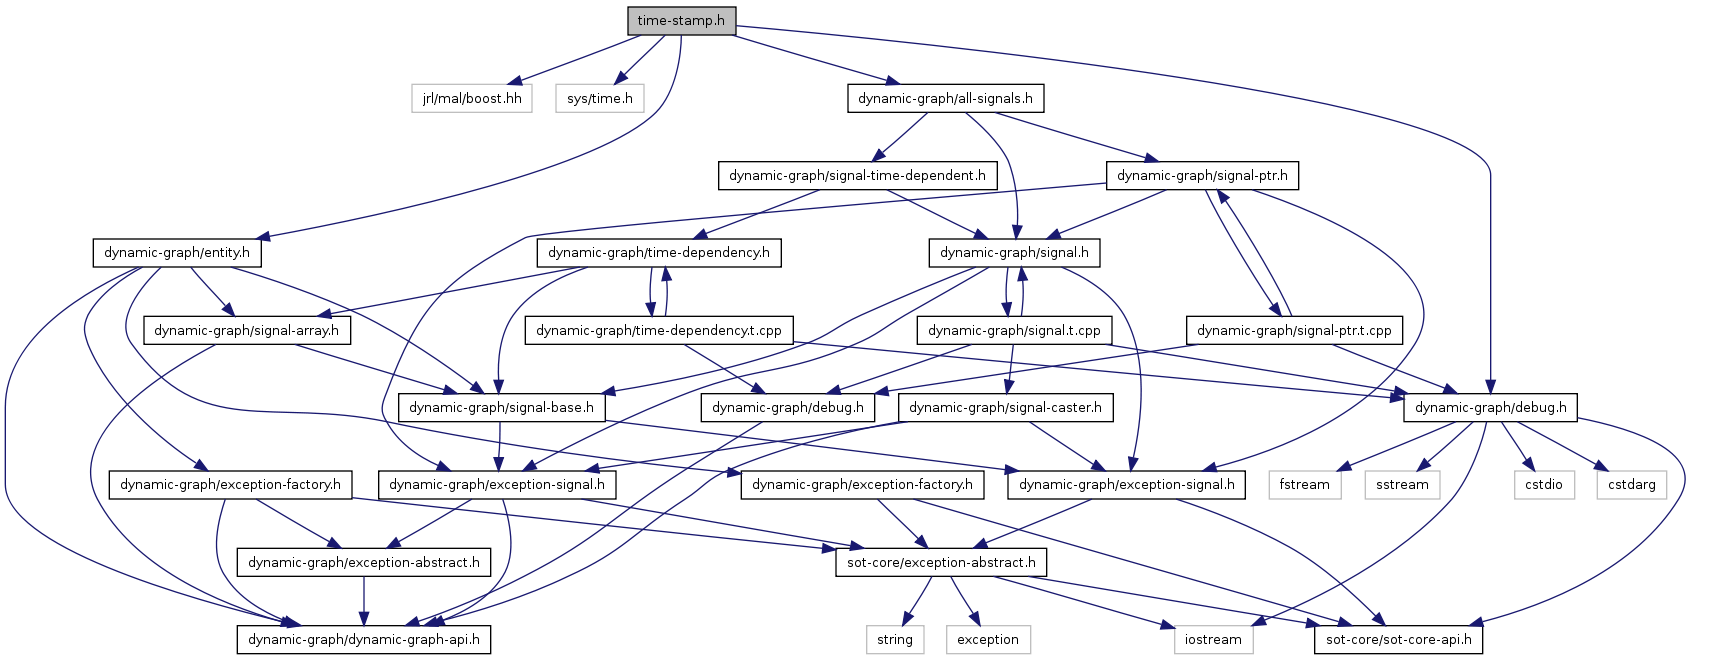 time-stamp.h
jrl/mal/boost.hh
sys/time.h
dynamic-graph/all-signals.h
dynamic-graph/signal-time-dependent.h
dynamic-graph/signal-ptr.h
dynamic-graph/entity.h
dynamic-graph/time-dependency.h
dynamic-graph/signal.h
dynamic-graph/signal-array.h
dynamic-graph/time-dependency.t.cpp
dynamic-graph/signal.t.cpp
dynamic-graph/signal-ptr.t.cpp
dynamic-graph/signal-base.h
dynamic-graph/debug.h
dynamic-graph/signal-caster.h
dynamic-graph/debug.h
dynamic-graph/exception-factory.h
dynamic-graph/exception-signal.h
dynamic-graph/exception-factory.h
dynamic-graph/exception-signal.h
fstream
sstream
cstdio
cstdarg
dynamic-graph/exception-abstract.h
sot-core/exception-abstract.h
dynamic-graph/dynamic-graph-api.h
string
exception
iostream
sot-core/sot-core-api.h